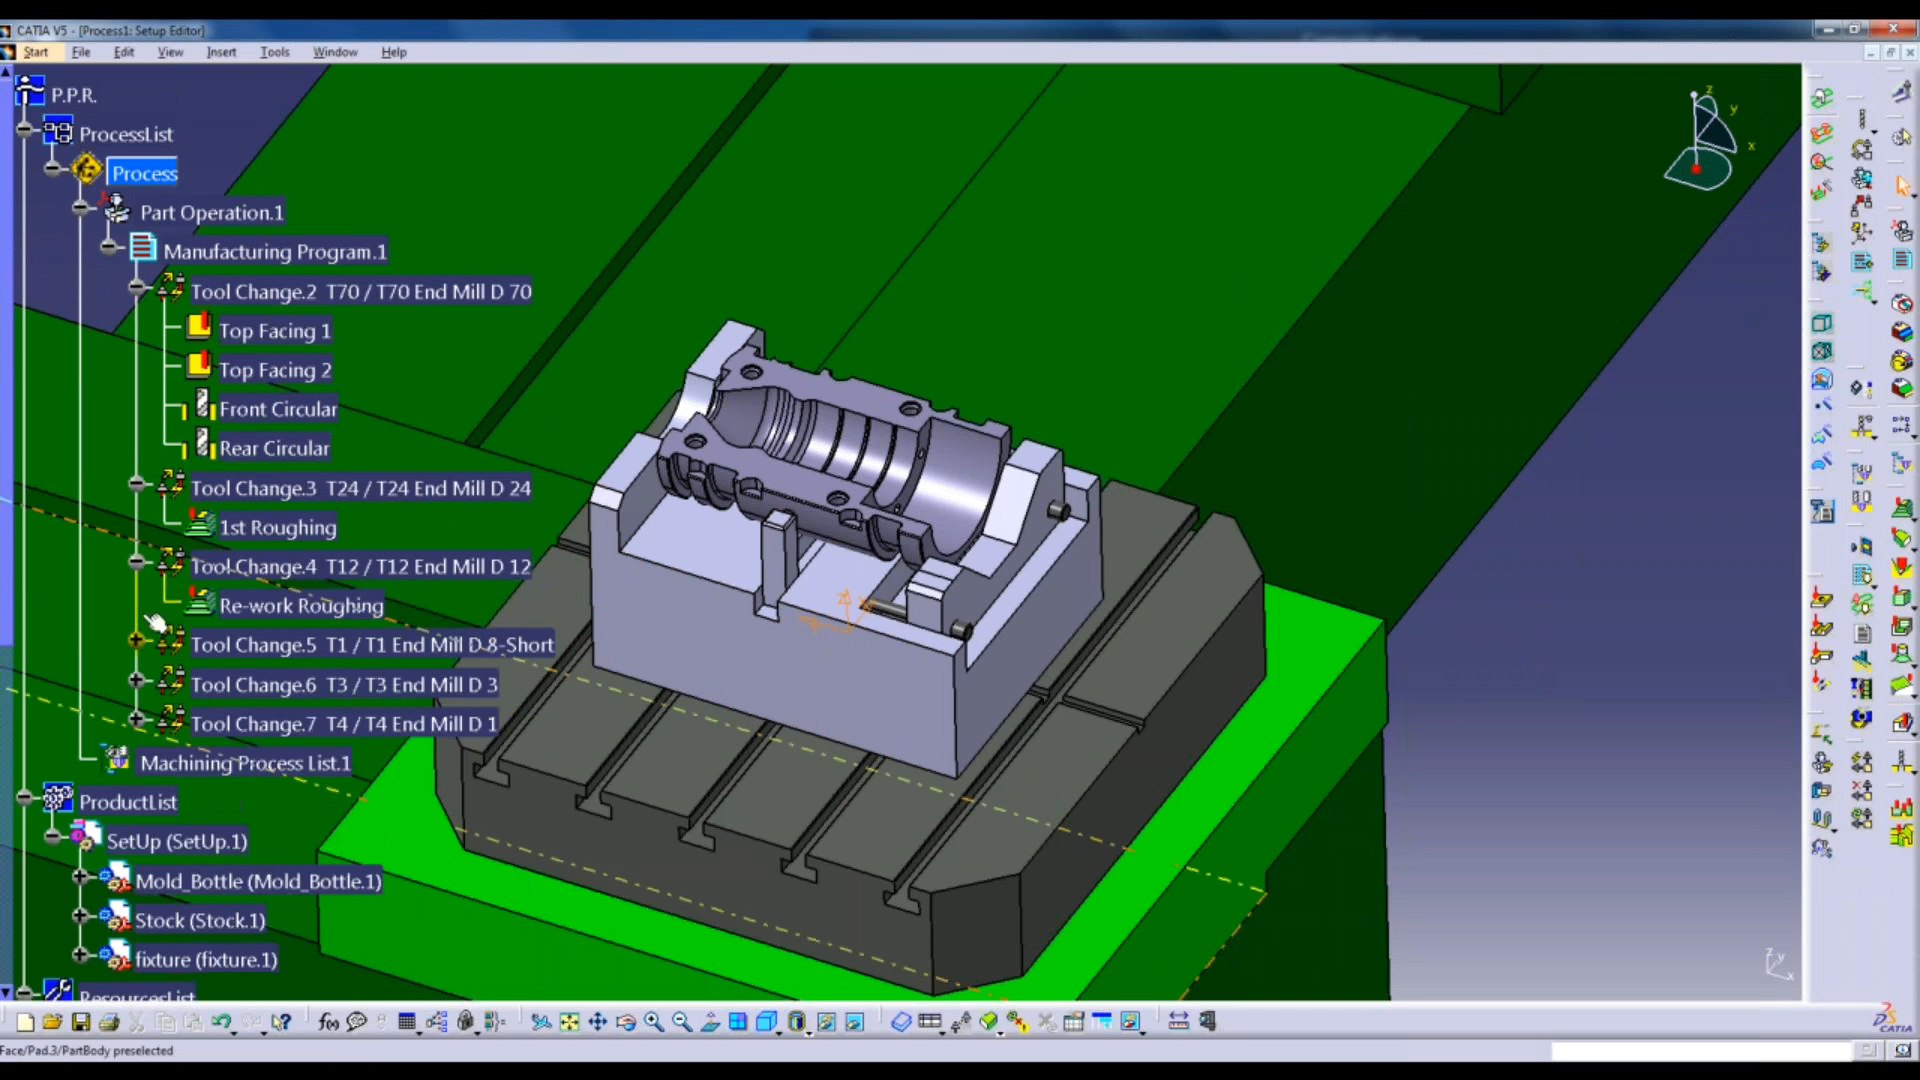 CATIA V5 - [Process1: Setup Editor]
Start File Edit View Insert Tools Window Help
P.P.R.
ProcessList
Process
Part Operation.1
Manufacturing Program.1
Tool Change.2 T70 / T70 End Mill D 70
Top Facing 1
Top Facing 2
Front Circular
Rear Circular
Tool Change.3 T24 / T24 End Mill D 24
1st Roughing
Tool Change.4 T12 / T12 End Mill D 12
Re-work Roughing
Tool Change.5 T1 / T1 End Mill D 8-Short
Tool Change.6 T3 / T3 End Mill D 3
Tool Change.7 T4 / T4 End Mill D 1
Machining Process List.1
ProductList
SetUp (SetUp.1)
Mold_Bottle (Mold_Bottle.1)
Stock (Stock.1)
fixture (fixture.1)
ResourcesList
z
y
x
z y
x
f(x)
CATIA
Face/Pad.3/PartBody preselected